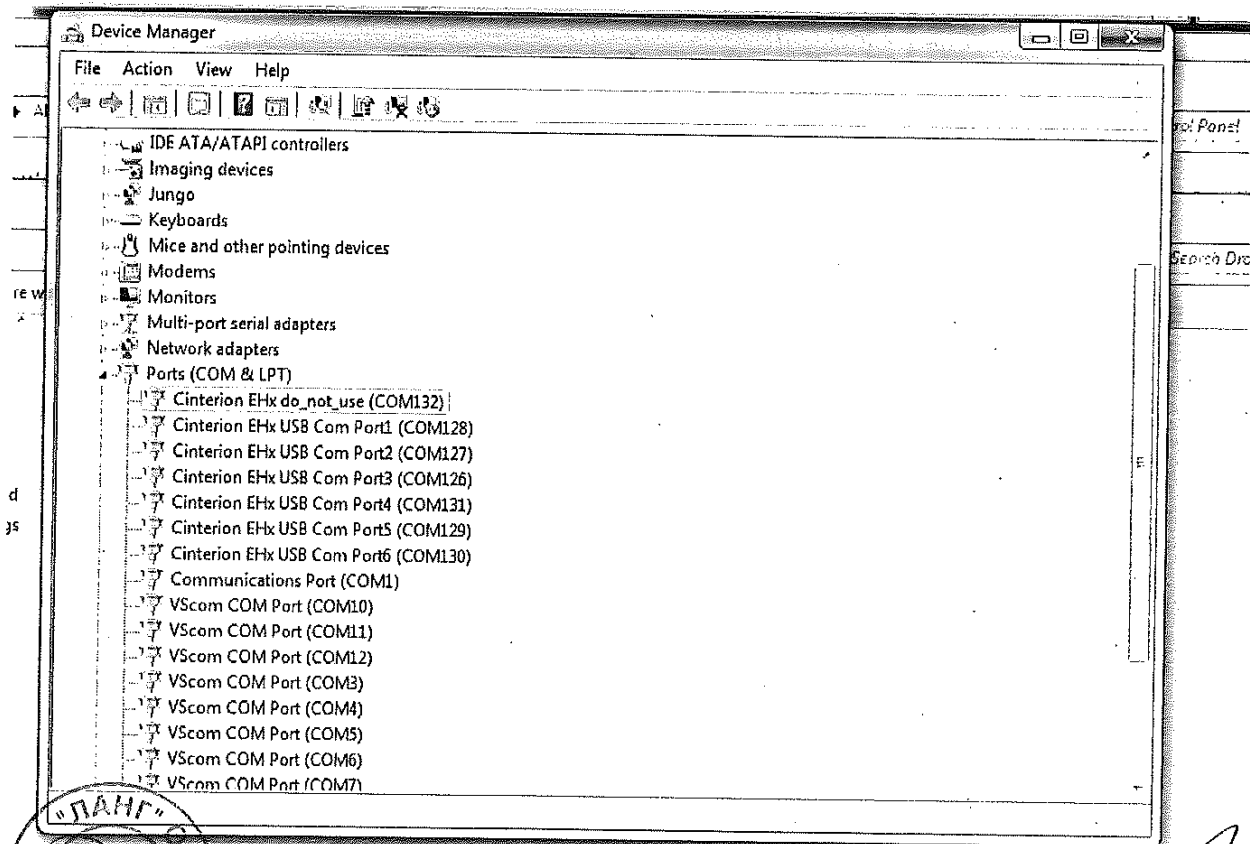 Device Manager
File Action View Help
IDE ATA/ATAPI controllers
Imaging devices
Jungo
Keyboards
Mice and other pointing devices
Modems
Monitors
Multi-port serial adapters
Network adapters
Ports (COM & LPT)
Cinterion EHx do_not_use (COM132)
Cinterion EHx USB Com Port1 (COM128)
Cinterion EHx USB Com Port2 (COM127)
Cinterion EHx USB Com Port3 (COM126)
Cinterion EHx USB Com Port4 (COM131)
Cinterion EHx USB Com Port5 (COM129)
Cinterion EHx USB Com Port6 (COM130)
Communications Port (COM1)
VScom COM Port (COM10)
VScom COM Port (COM11)
VScom COM Port (COM12)
VScom COM Port (COM3)
VScom COM Port (COM4)
VScom COM Port (COM5)
VScom COM Port (COM6)
VScom COM Port (COM7)
Panel
Search
"ЛАНГ"